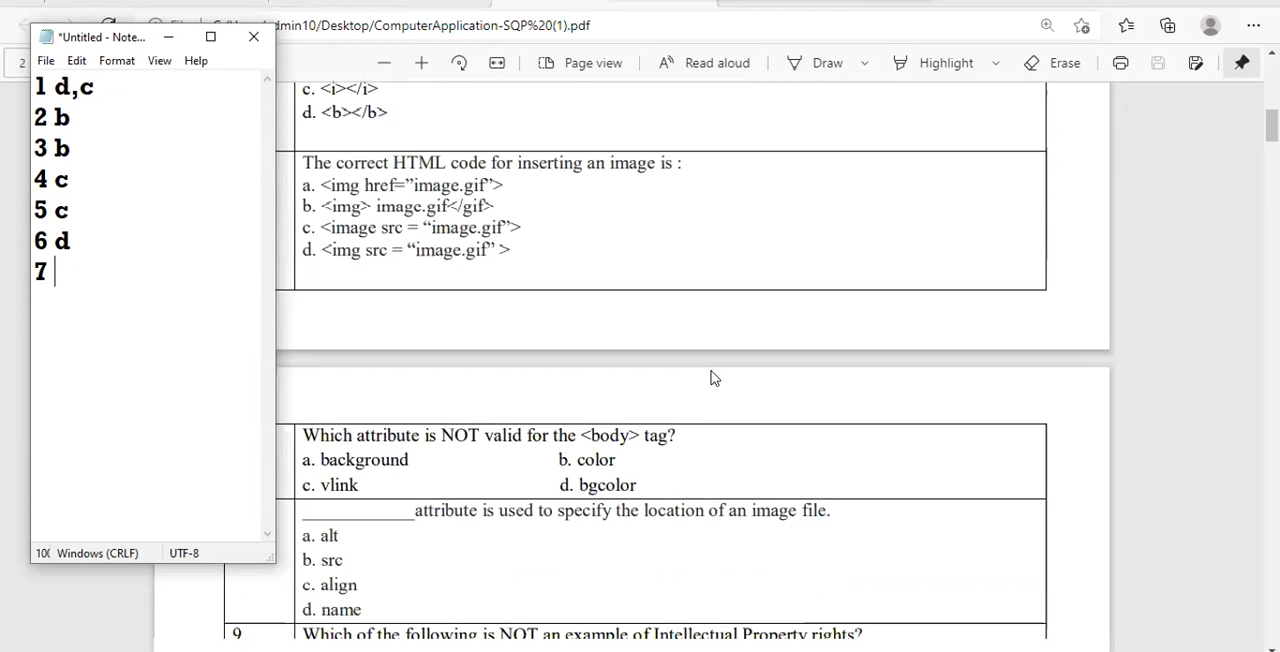 *Untitled - Note...
dmin10/Desktop/ComputerApplication-SQP%20(1).pdf
File Edit Format View Help
2
Page view
Read aloud
Draw
Highlight
Erase
1 d,c
2 b
3 b
4 c
5 c
6 d
7
100 Windows (CRLF) UTF-8
c. <i></i>
d. <b></b>
The correct HTML code for inserting an image is :
a. <img href=”image.gif”>
b. <img> image.gif</gif>
c. <image src = “image.gif”>
d. <img src = “image.gif” >
Which attribute is NOT valid for the <body> tag?
a. background b. color
c. vlink d. bgcolor
____________attribute is used to specify the location of an image file.
a. alt
b. src
c. align
d. name
9 Which of the following is NOT an example of Intellectual Property rights?